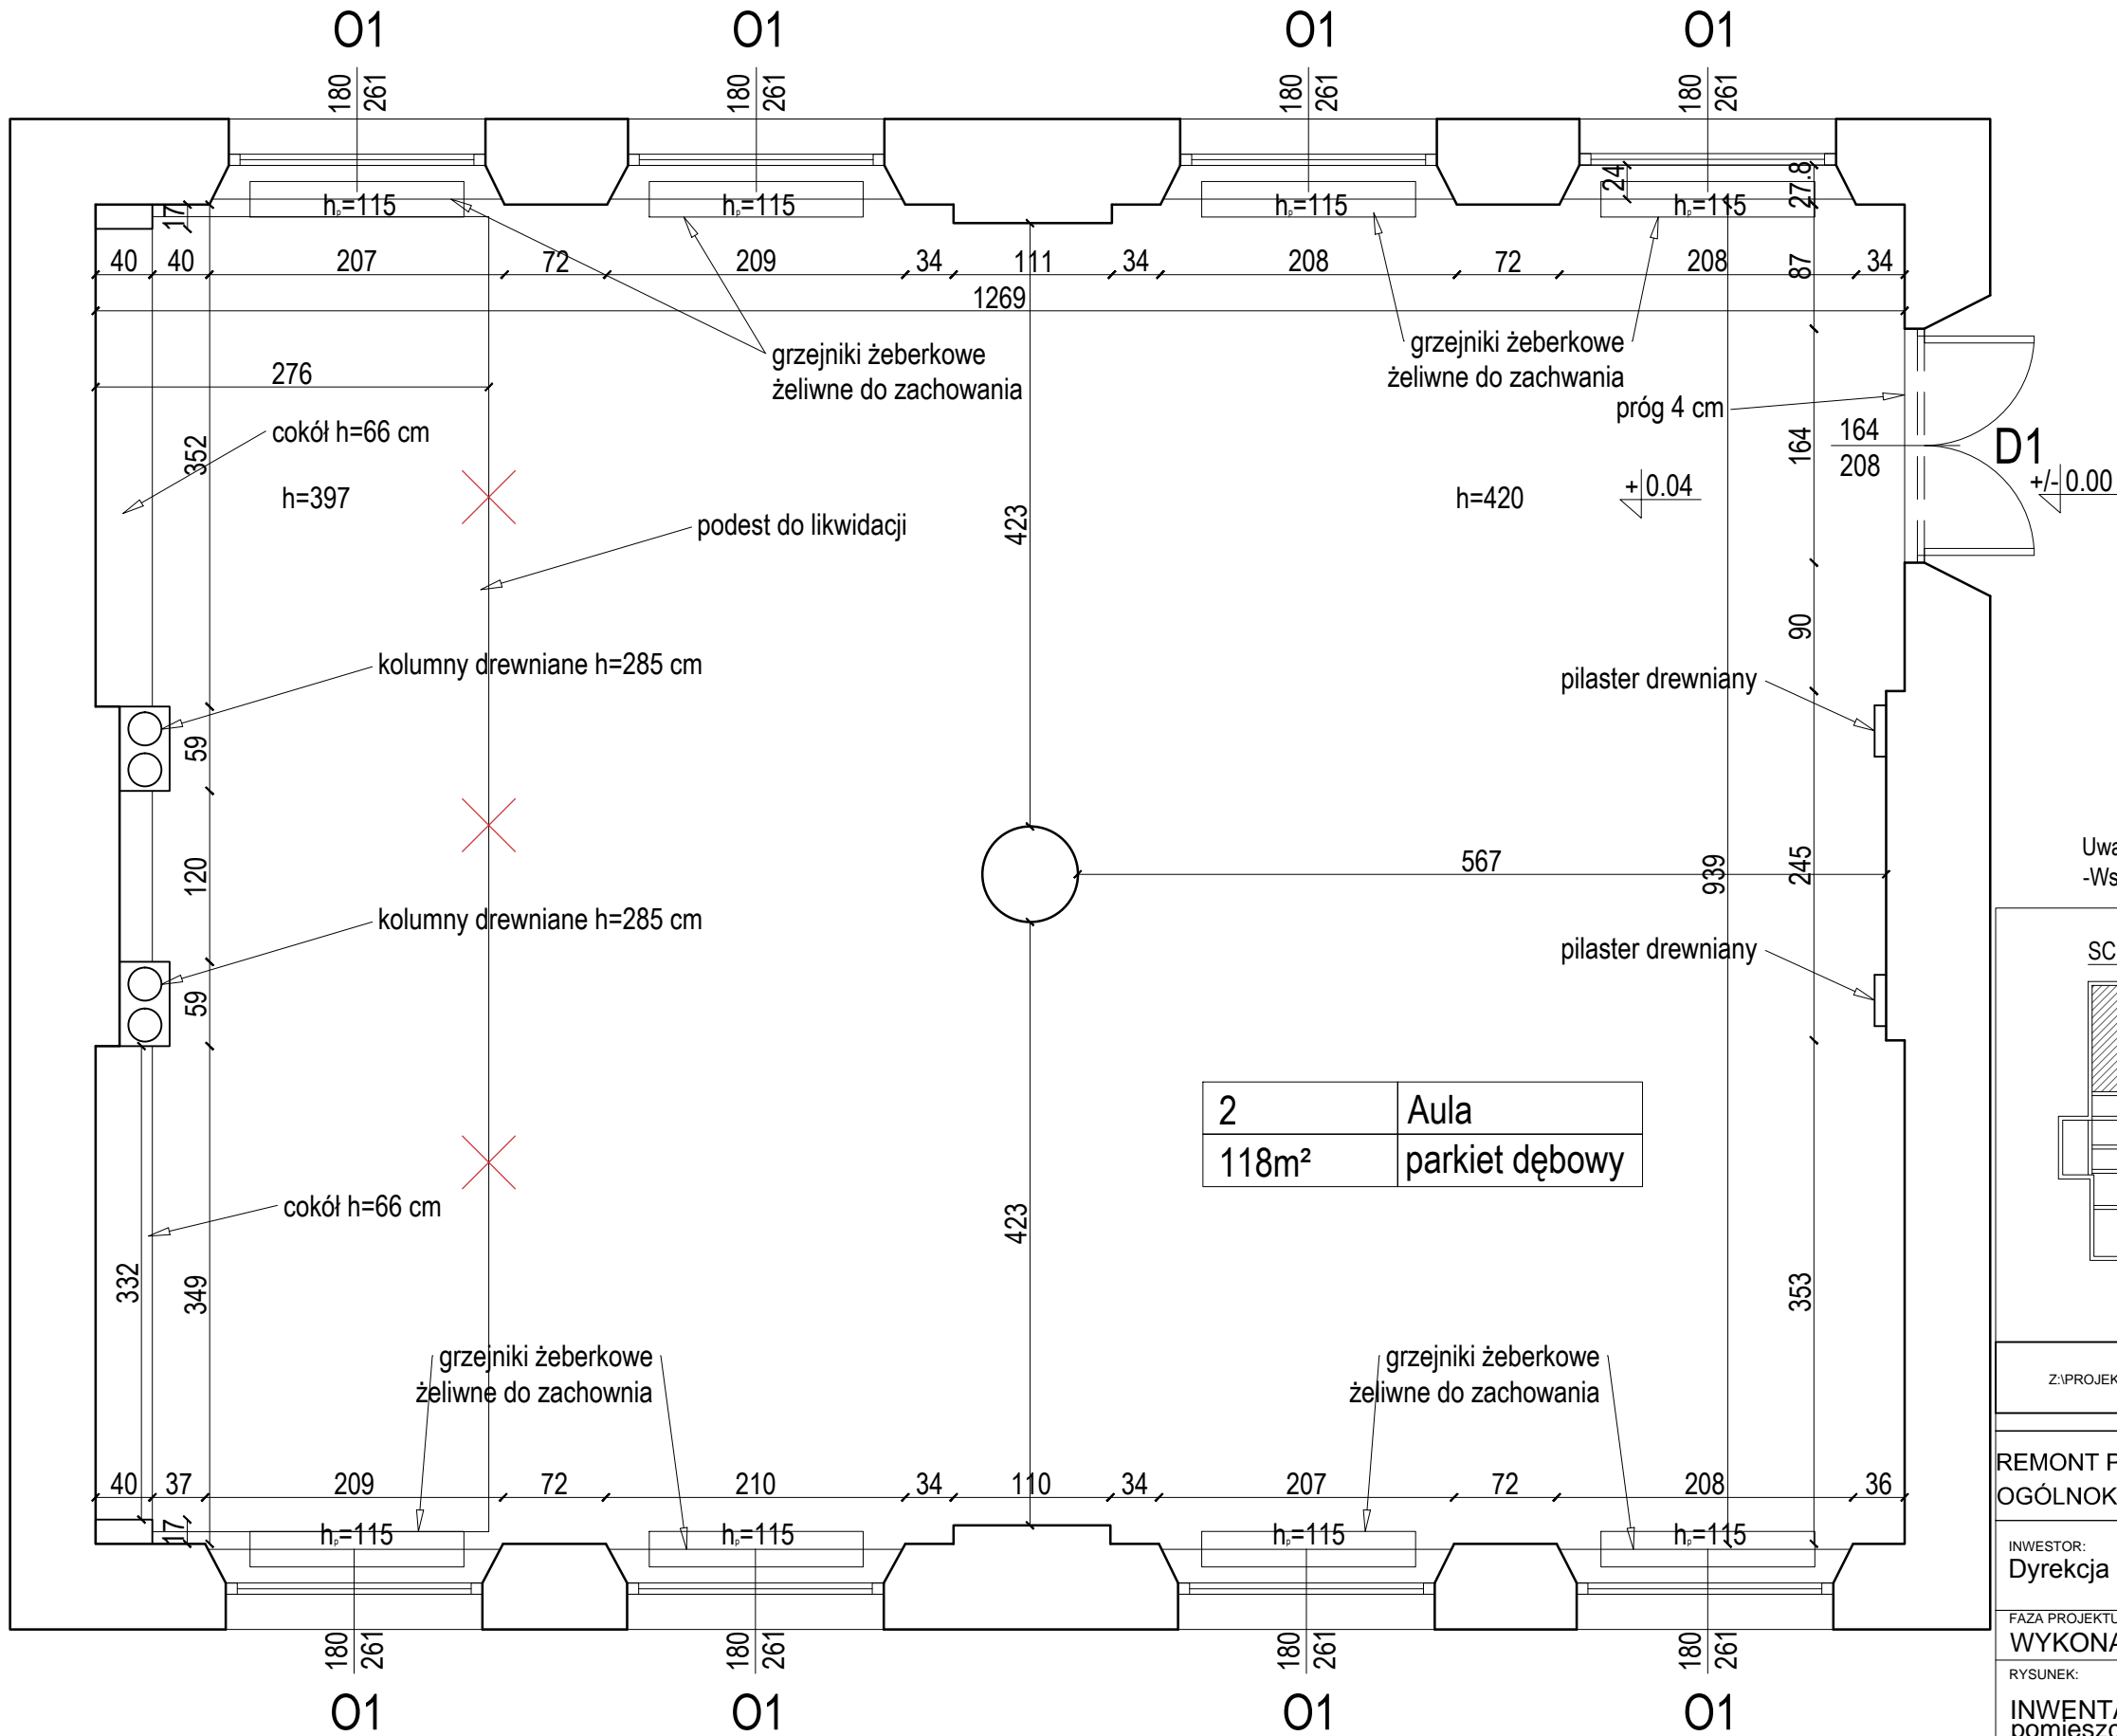 O1 O1 O1 O1
180 261 180 261 180 261 180 261
hₚ=115 hₚ=115 hₚ=115 hₚ=115
17 24 27.8
40 40 207 72 209 34 111 34 208 72 208 87 34
1269
grzejniki żeberkowe
żeliwne do zachowania
grzejniki żeberkowe
żeliwne do zachwania
276
próg 4 cm
cokół h=66 cm
352
164
164
208
D1
+/- 0.00
h=397
h=420
+0.04
podest do likwidacji
423
90
kolumny drewniane h=285 cm
pilaster drewniany
59
567
939
245
120
kolumny drewniane h=285 cm
pilaster drewniany
59
2 Aula
118m² parkiet dębowy
cokół h=66 cm
423
332
349
353
grzejniki żeberkowe
żeliwne do zachownia
grzejniki żeberkowe
żeliwne do zachowania
40 37 209 72 210 34 110 34 207 72 208 36
17
hₚ=115 hₚ=115 hₚ=115 hₚ=115
180 261 180 261 180 261 180 261
O1 O1 O1 O1
Uwa
-Ws
SC
Z:\PROJEK
REMONT P
OGÓLNOK
INWESTOR:
Dyrekcja
FAZA PROJEKTU
WYKONA
RYSUNEK:
INWENTA
pomieszc